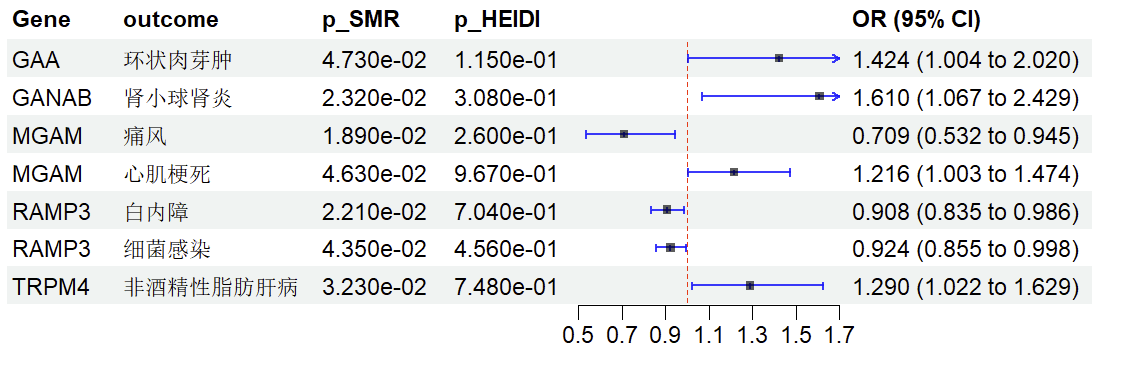 Gene outcome p_SMR p_HEIDI OR (95% CI)
GAA 环状肉芽肿 4.730e-02 1.150e-01 1.424 (1.004 to 2.020)
GANAB 肾小球肾炎 2.320e-02 3.080e-01 1.610 (1.067 to 2.429)
MGAM 痛风 1.890e-02 2.600e-01 0.709 (0.532 to 0.945)
MGAM 心肌梗死 4.630e-02 9.670e-01 1.216 (1.003 to 1.474)
RAMP3 白内障 2.210e-02 7.040e-01 0.908 (0.835 to 0.986)
RAMP3 细菌感染 4.350e-02 4.560e-01 0.924 (0.855 to 0.998)
TRPM4 非酒精性脂肪肝病 3.230e-02 7.480e-01 1.290 (1.022 to 1.629)
0.5 0.7 0.9 1.1 1.3 1.5 1.7